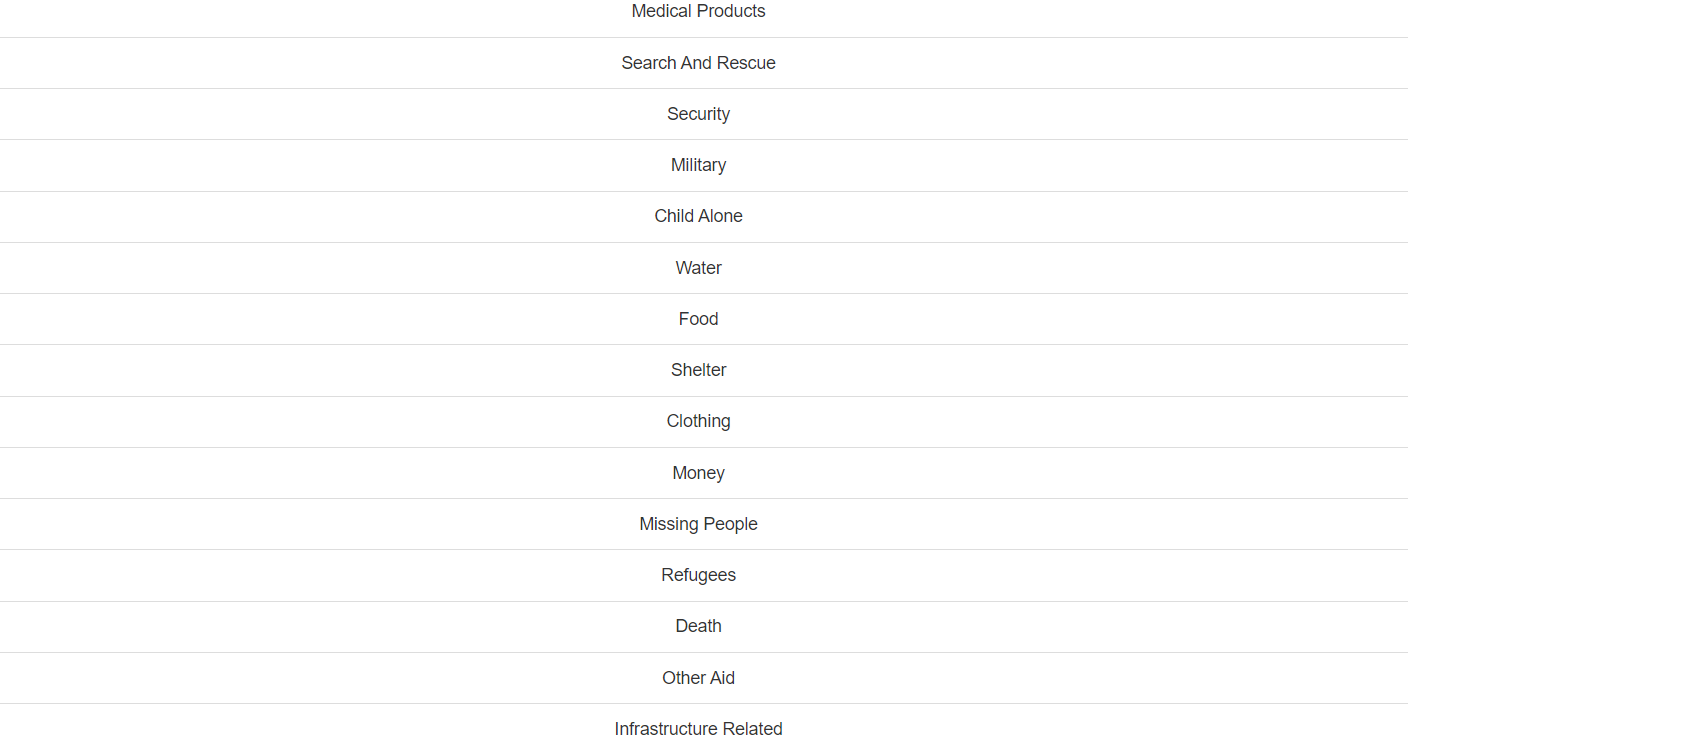 Medical Products
Search And Rescue
Security
Military
Child Alone
Water
Food
Shelter
Clothing
Money
Missing People
Refugees
Death
Other Aid
Infrastructure Related